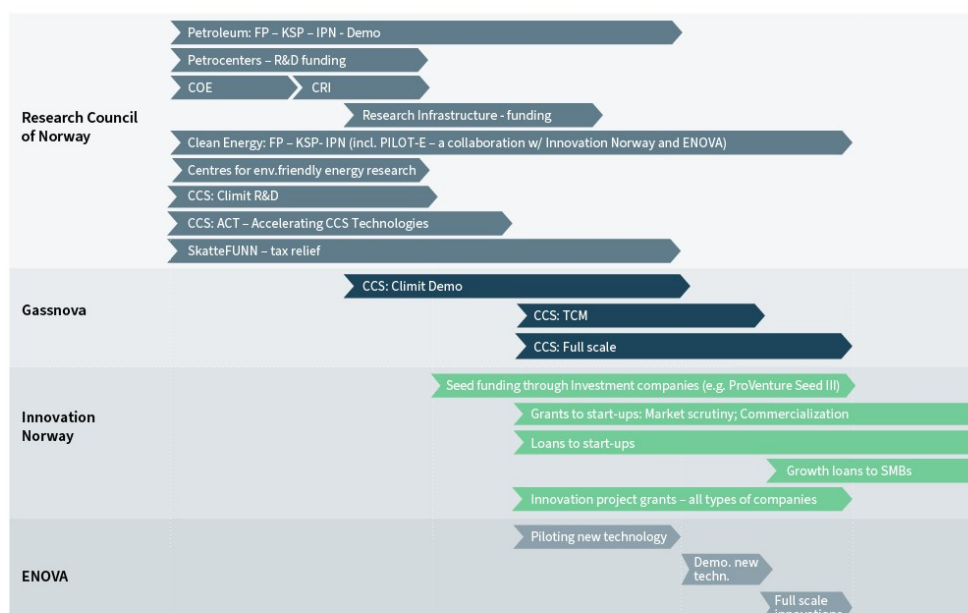 Petroleum: FP – KSP – IPN - Demo
Petrocenters – R&D funding
COE
CRI
Research Council
of Norway
Research Infrastructure - funding
Clean Energy: FP – KSP- IPN (incl. PILOT-E – a collaboration w/ Innovation Norway and ENOVA)
Centres for env.friendly energy research
CCS: Climit R&D
CCS: ACT – Accelerating CCS Technologies
SkatteFUNN – tax relief
Gassnova
CCS: Climit Demo
CCS: TCM
CCS: Full scale
Innovation
Norway
Seed funding through Investment companies (e.g. ProVenture Seed III)
Grants to start-ups: Market scrutiny; Commercialization
Loans to start-ups
Growth loans to SMBs
Innovation project grants – all types of companies
ENOVA
Piloting new technology
Demo. new
techn.
Full scale